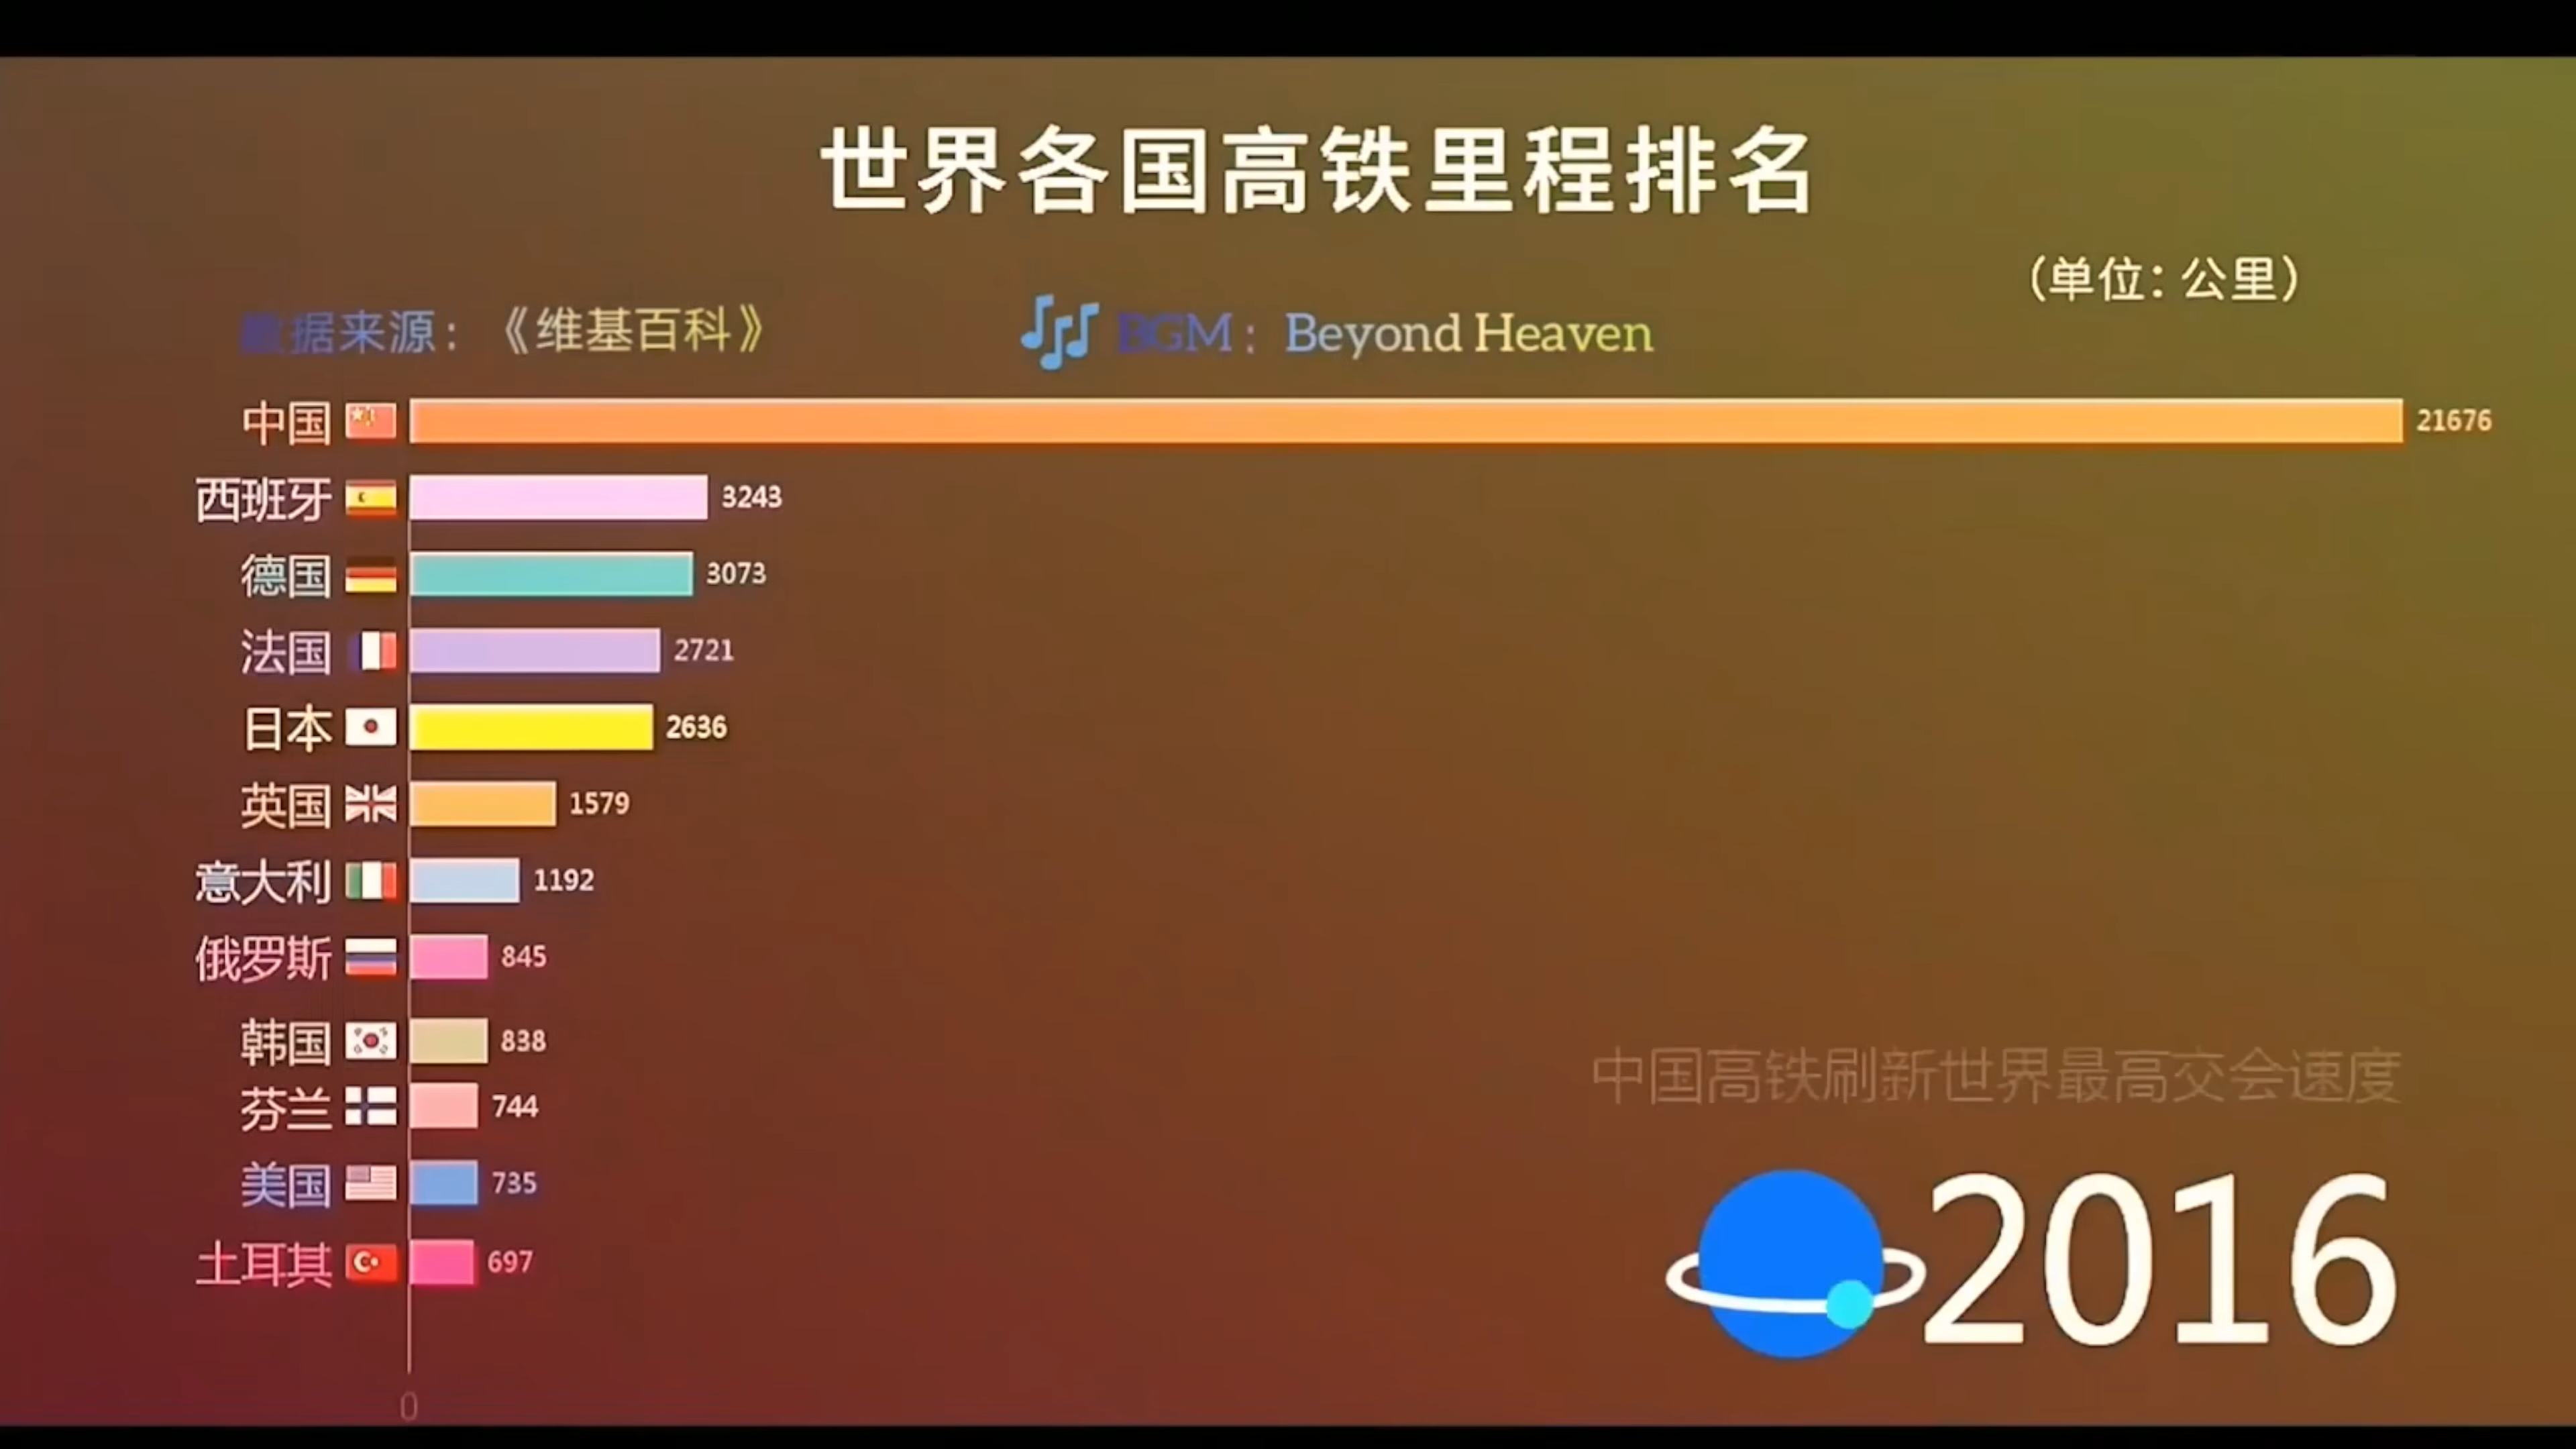 世界各国高铁里程排名
(单位: 公里)
数据来源: 《维基百科》
BGM: Beyond Heaven
中国 21676
西班牙 3243
德国 3073
法国 2721
日本 2636
英国 1579
意大利 1192
俄罗斯 845
韩国 838
芬兰 744
美国 735
土耳其 697
中国高铁刷新世界最高交会速度
2016
0